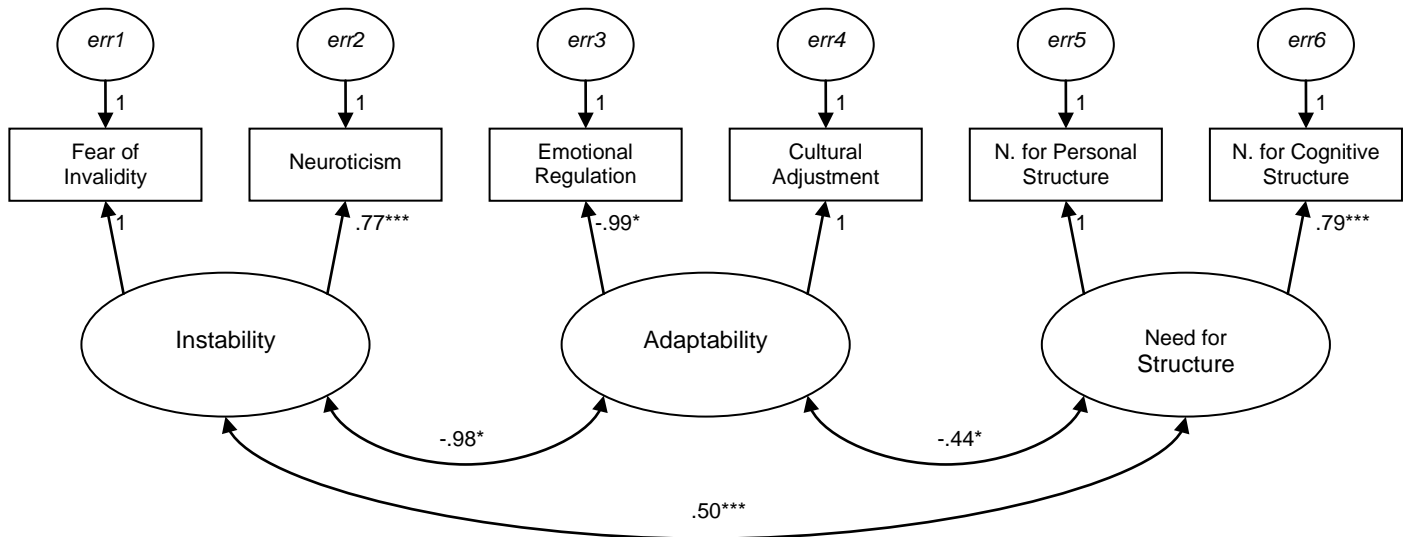 err1
err2
err3
err4
err5
err6
1
1
1
1
1
1
Fear of
Invalidity
Neuroticism
Emotional
Regulation
Cultural
Adjustment
N. for Personal
Structure
N. for Cognitive
Structure
1
.77***
-.99*
1
1
.79***
Instability
Adaptability
Need for
Structure
-.98*
-.44*
.50***